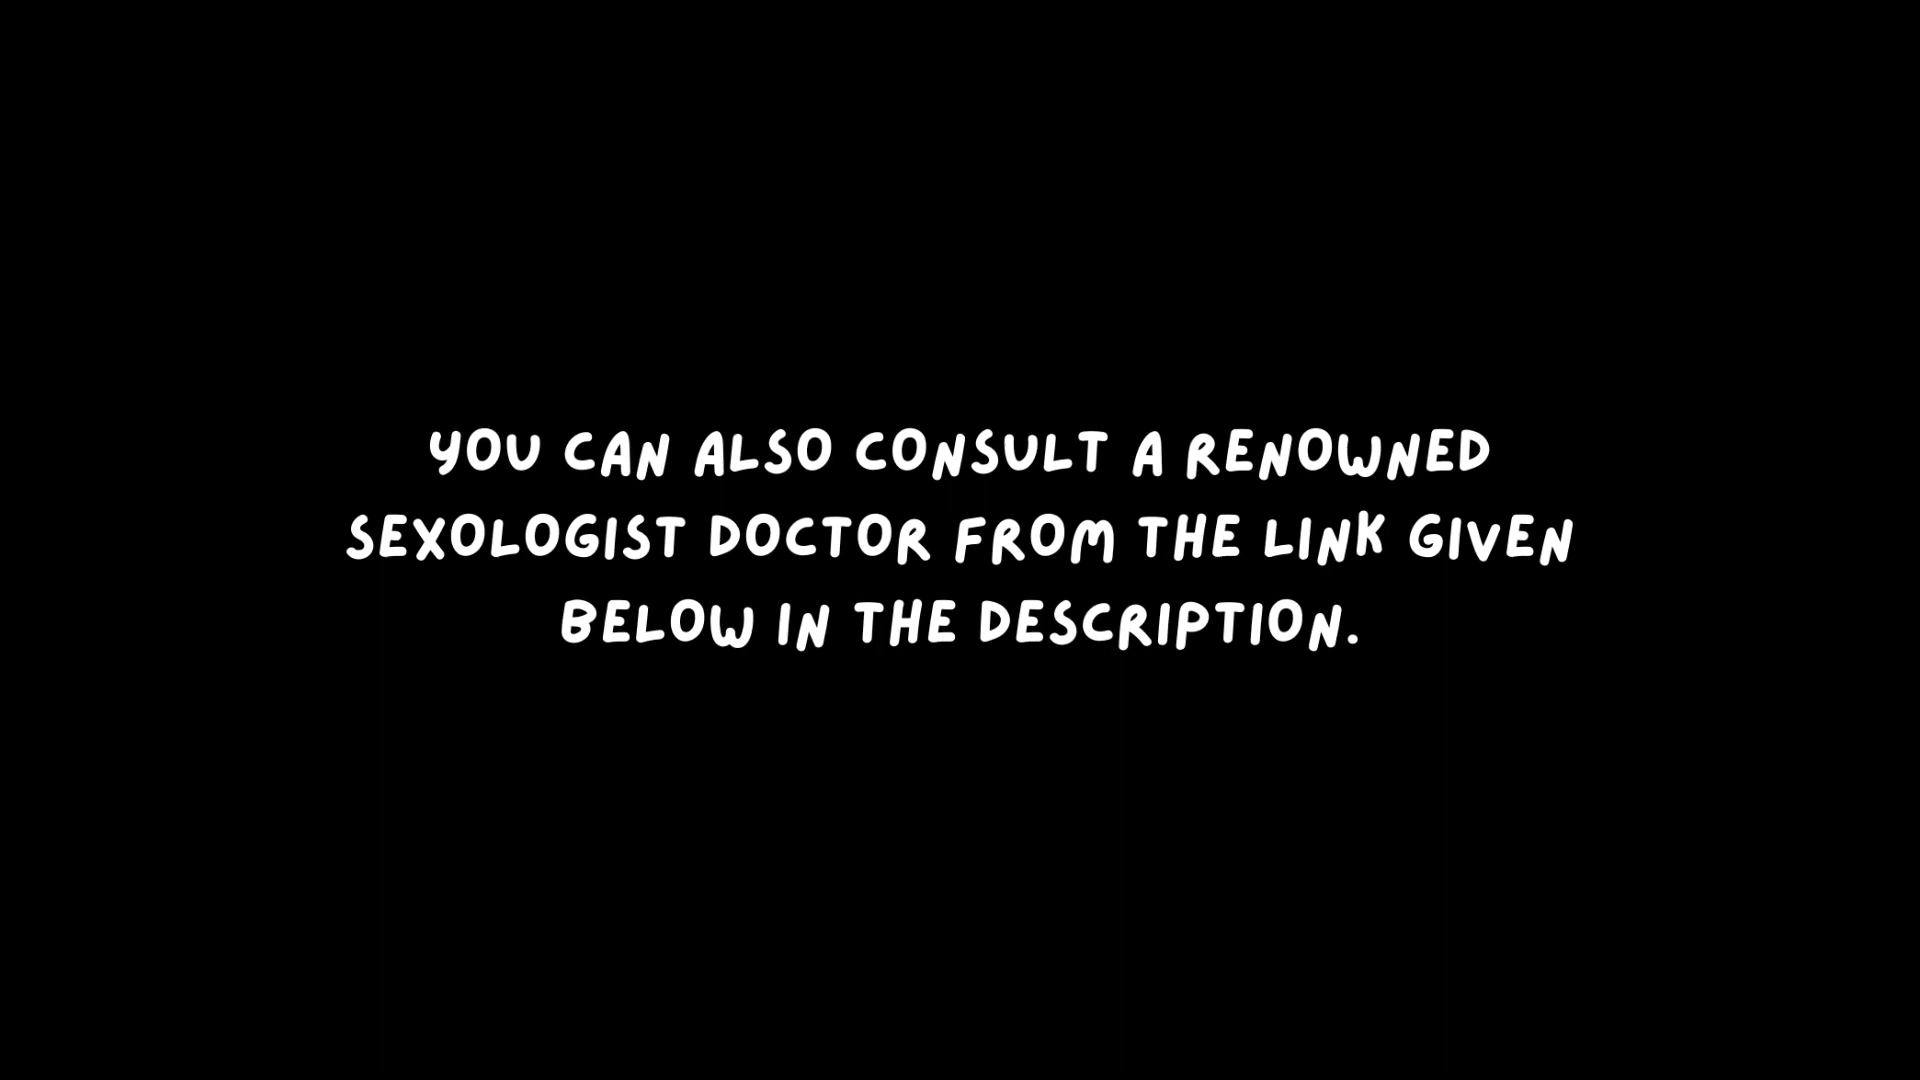 YOU CAN ALSO CONSULT A RENOWNED
SEXOLOGIST DOCTOR FROM THE LINK GIVEN
BELOW IN THE DESCRIPTION.